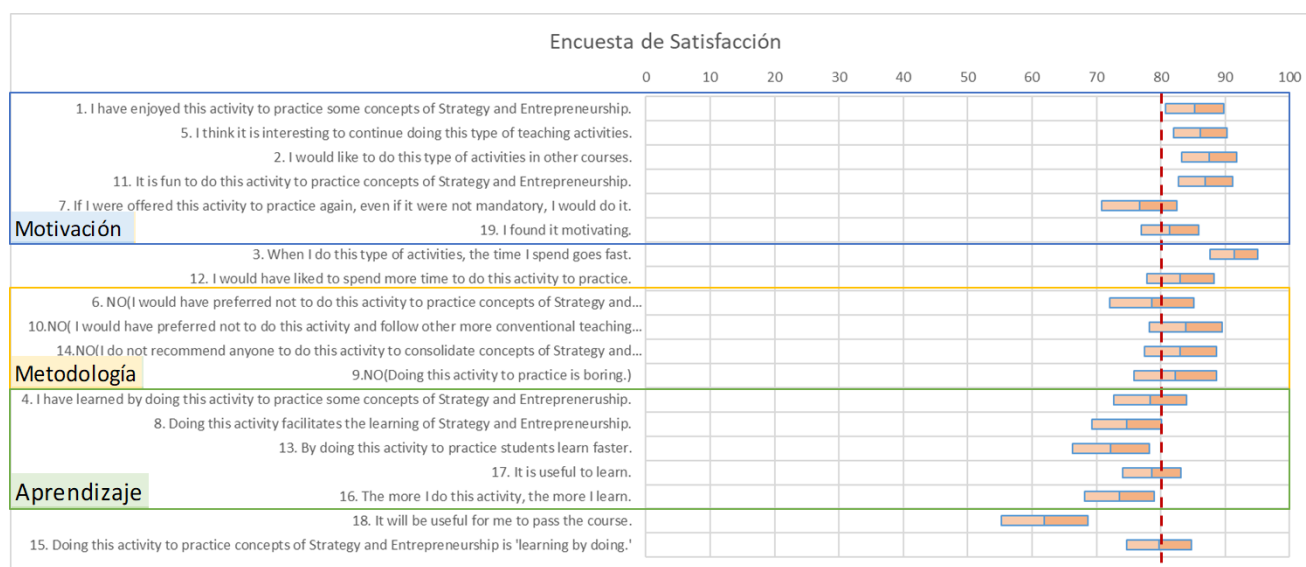 Encuesta de Satisfacción
0 10 20 30 40 50 60 70 80 90 100
1. I have enjoyed this activity to practice some concepts of Strategy and Entrepreneurship.
5. I think it is interesting to continue doing this type of teaching activities.
2. I would like to do this type of activities in other courses.
11. It is fun to do this activity to practice concepts of Strategy and Entrepreneurship.
7. If I were offered this activity to practice again, even if it were not mandatory, I would do it.
Motivación
19. I found it motivating.
3. When I do this type of activities, the time I spend goes fast.
12. I would have liked to spend more time to do this activity to practice.
6. NO(I would have preferred not to do this activity to practice concepts of Strategy and...
10.NO( I would have preferred not to do this activity and follow other more conventional teaching...
14.NO(I do not recommend anyone to do this activity to consolidate concepts of Strategy and...
Metodología
9.NO(Doing this activity to practice is boring.)
4. I have learned by doing this activity to practice some concepts of Strategy and Entrepreneruship.
8. Doing this activity facilitates the learning of Strategy and Entrepreneurship.
13. By doing this activity to practice students learn faster.
17. It is useful to learn.
Aprendizaje
16. The more I do this activity, the more I learn.
18. It will be useful for me to pass the course.
15. Doing this activity to practice concepts of Strategy and Entrepreneurship is 'learning by doing.'